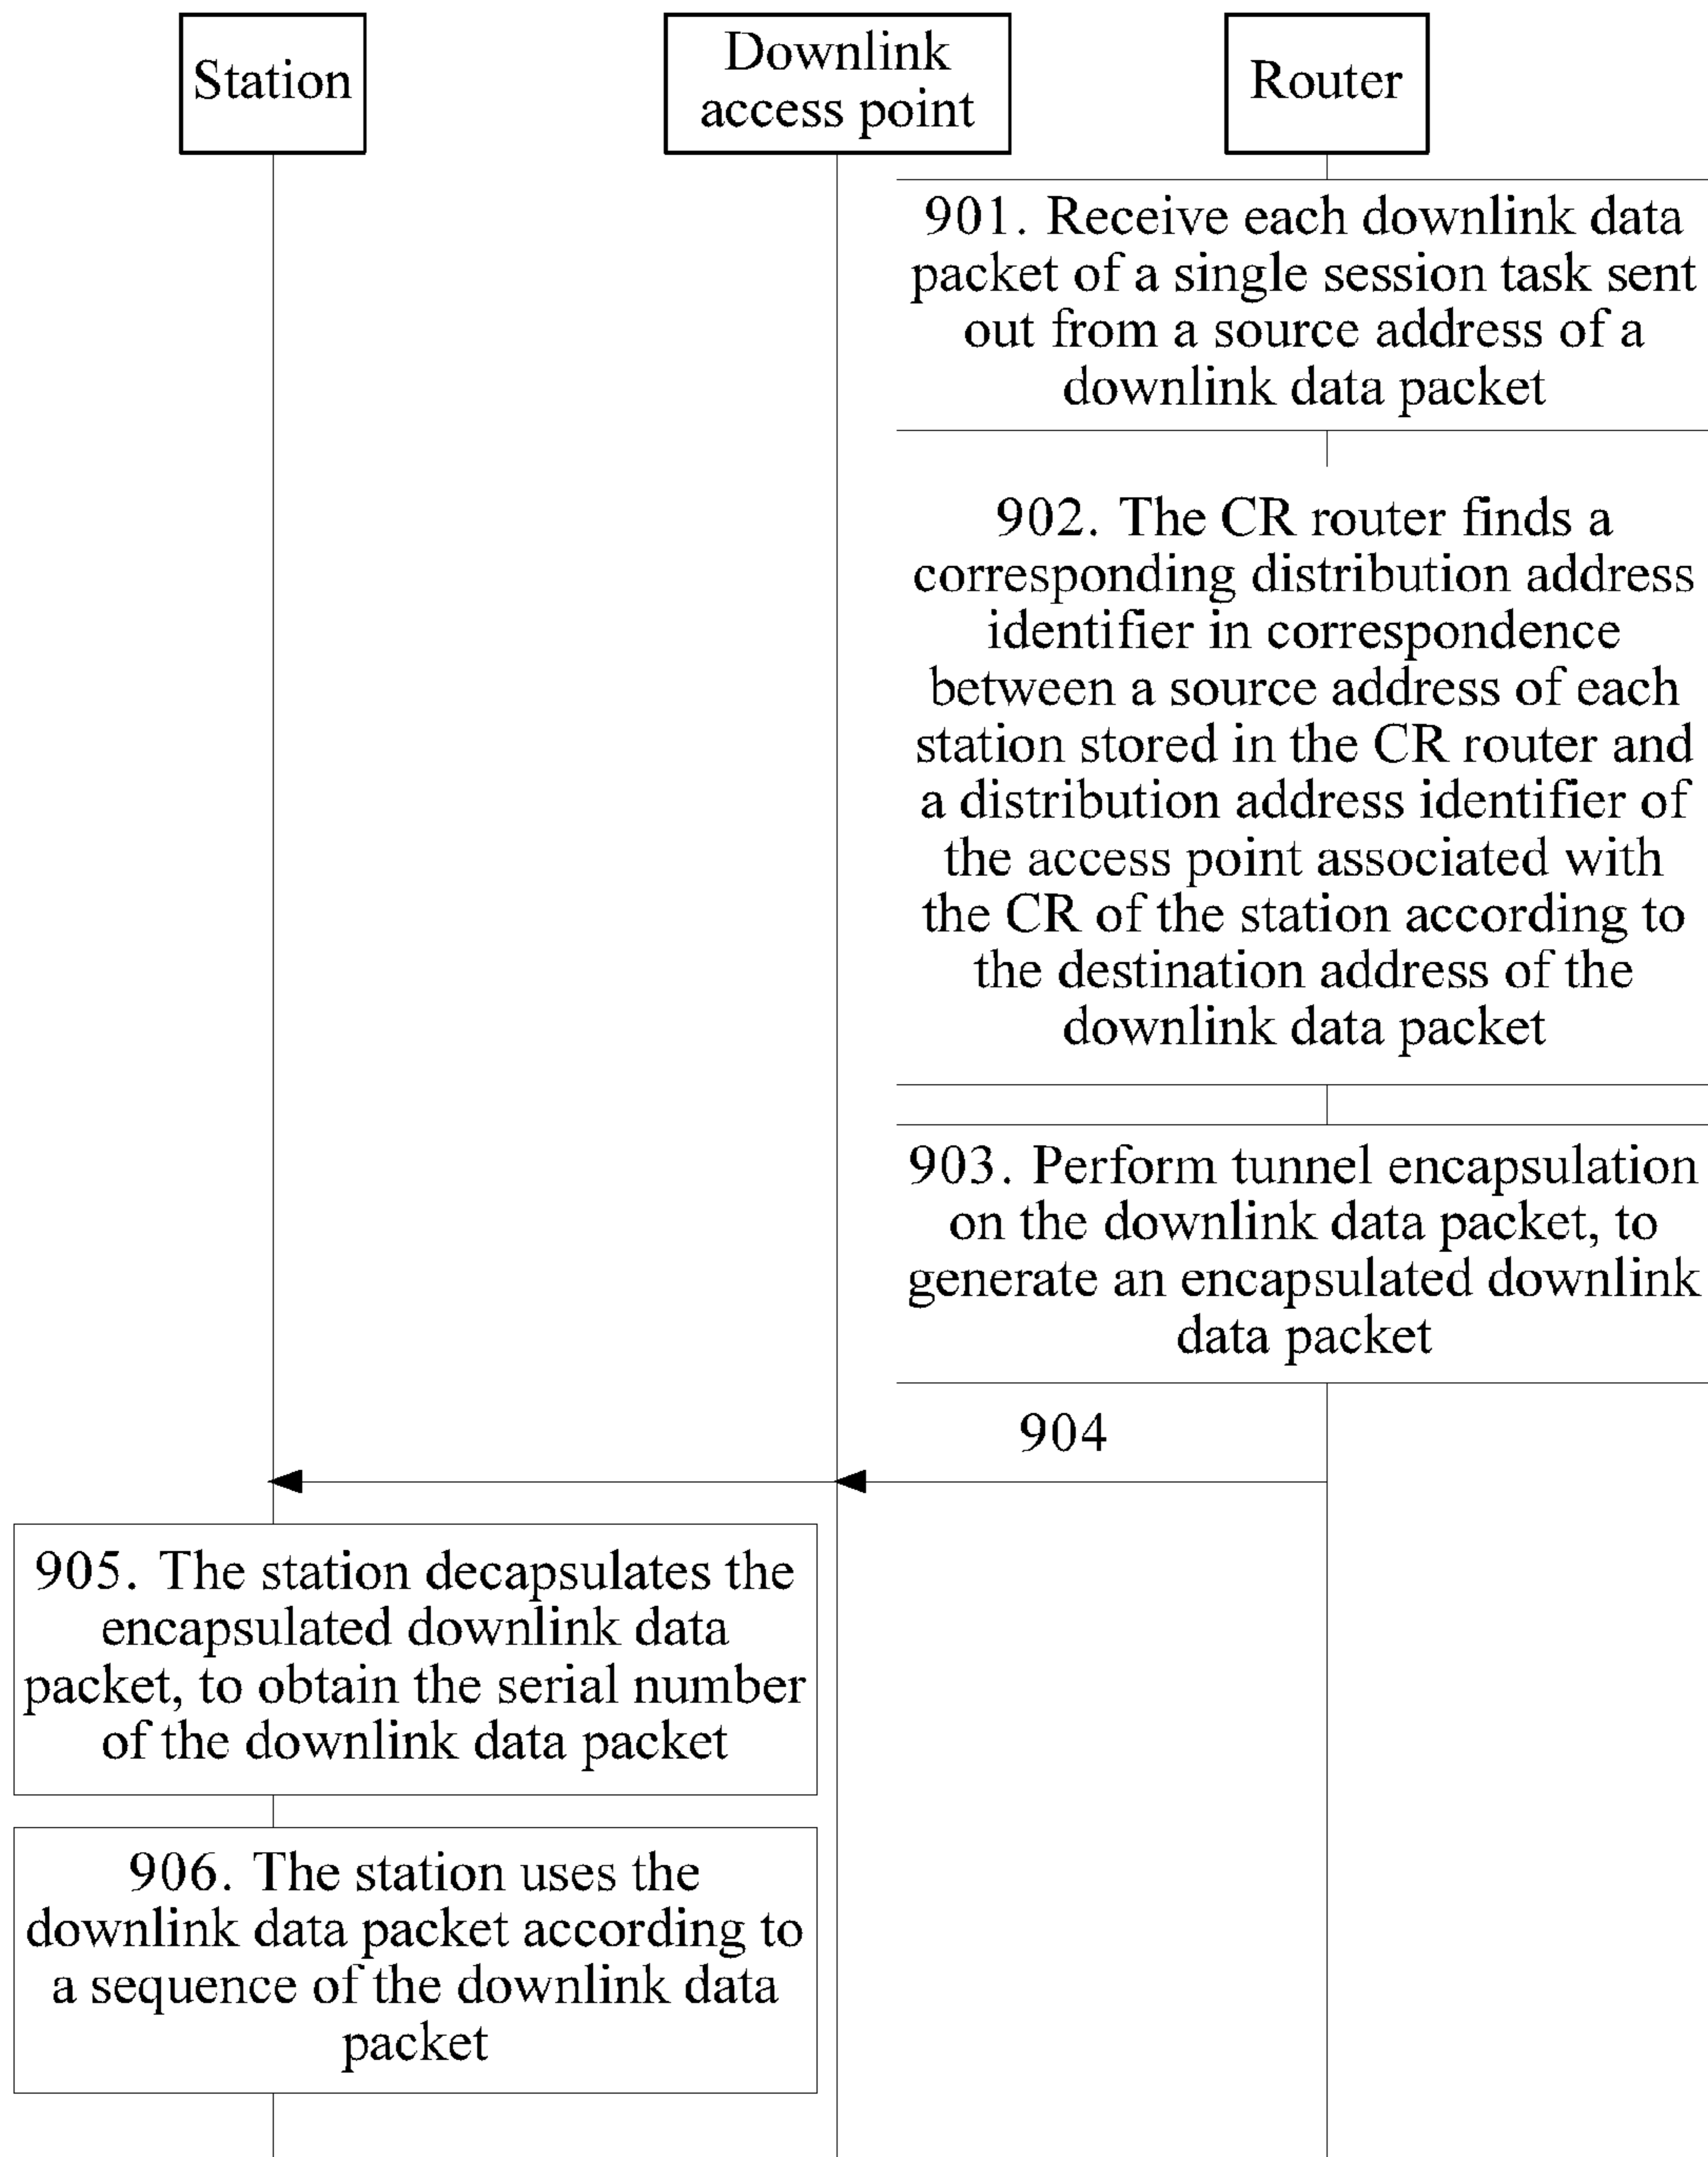 Station
Downlink
access point
Router
901. Receive each downlink data
packet of a single session task sent
out from a source address of a
downlink data packet
902. The CR router finds a
corresponding distribution address
identifier in correspondence
between a source address of each
station stored in the CR router and
a distribution address identifier of
the access point associated with
the CR of the station according to
the destination address of the
downlink data packet
903. Perform tunnel encapsulation
on the downlink data packet, to
generate an encapsulated downlink
data packet
904
905. The station decapsulates the
encapsulated downlink data
packet, to obtain the serial number
of the downlink data packet
906. The station uses the
downlink data packet according to
a sequence of the downlink data
packet